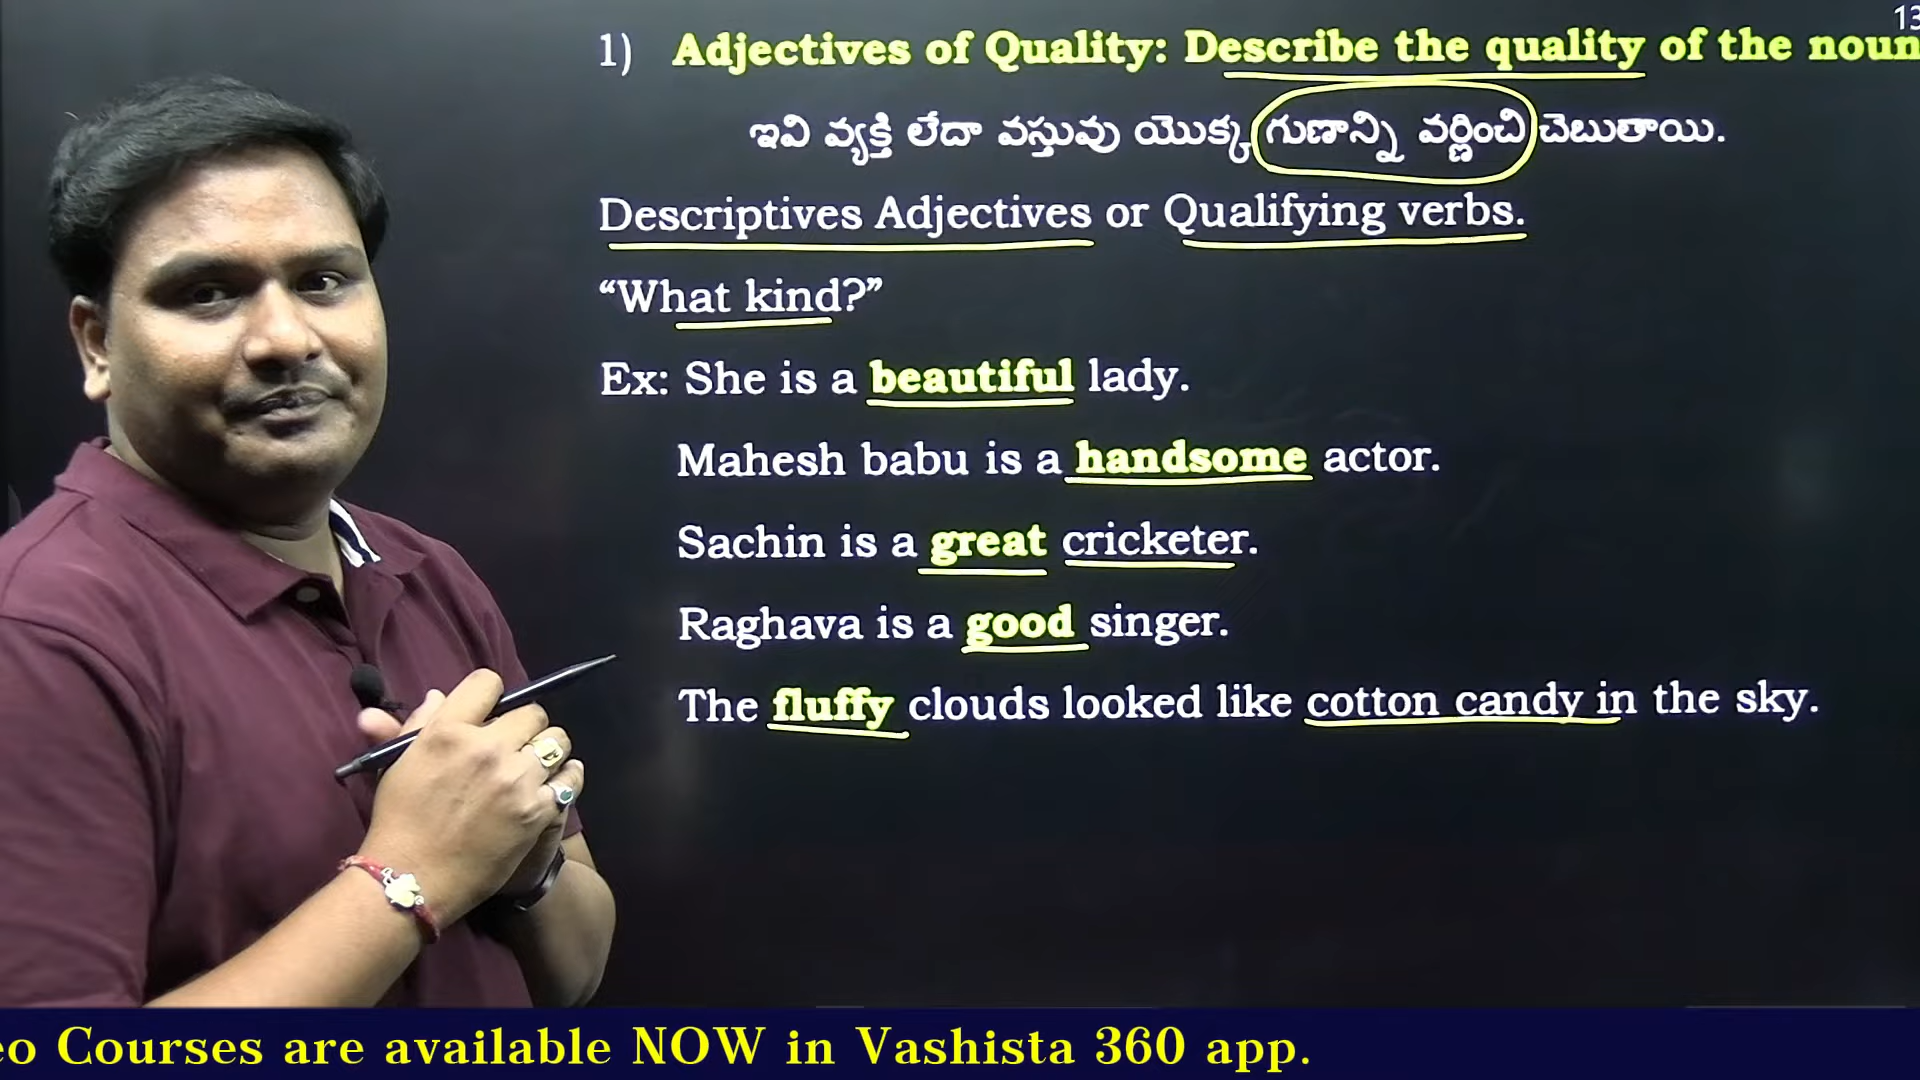 13
1) Adjectives of Quality: Describe the quality of the noun
ఇవి వ్యక్తి లేదా వస్తువు యొక్క గుణాన్ని వర్ణించి చెబుతాయి.
Descriptives Adjectives or Qualifying verbs.
“What kind?”
Ex: She is a beautiful lady.
Mahesh babu is a handsome actor.
Sachin is a great cricketer.
Raghava is a good singer.
The fluffy clouds looked like cotton candy in the sky.
eo Courses are available NOW in Vashista 360 app.